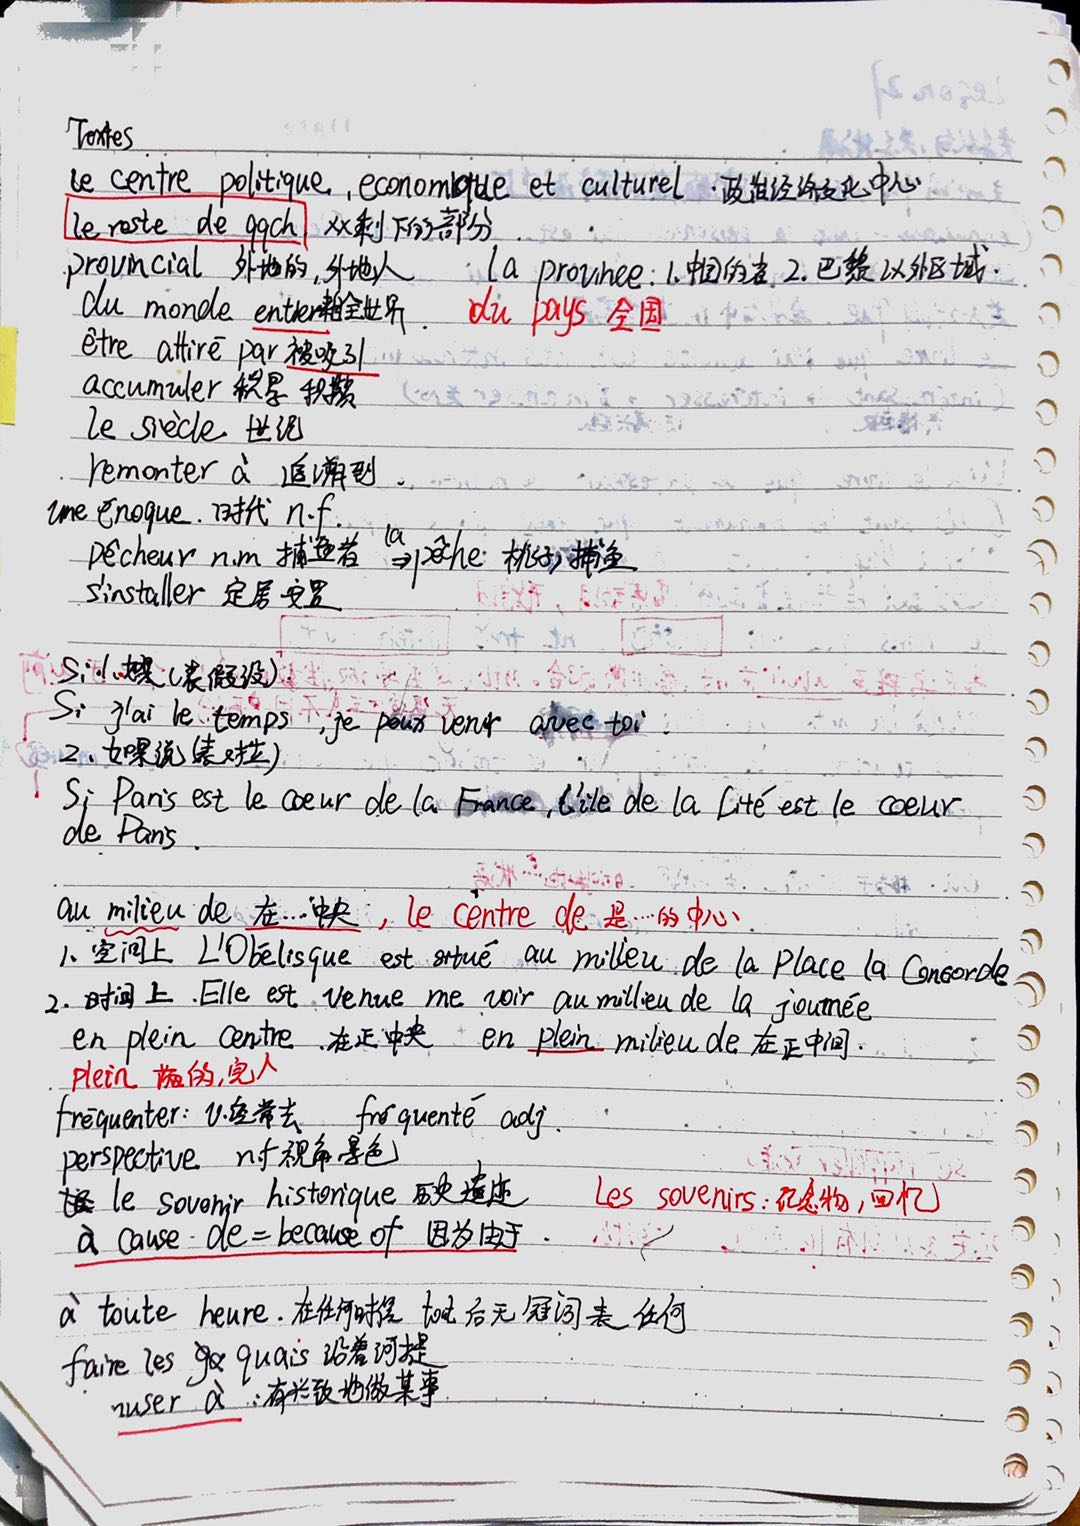 Textes
le centre politique, economique et culturel. 政治经济文化中心
le reste de qqch xx剩下的部分
provincial 外地的, 外地人 la province: 1. 中国的省 2. 巴黎以外区域.
du monde entier 全世界. du pays 全国
être attiré par 被吸引
accumuler 积累 积攒
le siècle 世纪
remonter à 追溯到.
une époque. 时代 n.f.
pêcheur n.m 捕鱼者 ⇒ la pêche: 桃子, 捕鱼
s'installer 定居 安置
Si: 1. 如果 (表假设)
Si j'ai le temps, je peux venir avec toi.
2. 如果说 (表对立)
Si Paris est le coeur de la France, l'île de la Cité est le coeur
de Paris.
au milieu de 在…中央, le centre de 是…的中心
1. 空间上 L'Obélisque est situé au milieu de la Place la Concorde
2. 时间上. Elle est venue me voir au millieu de la journée
en plein centre. 在正中央 en plein milieu de 在正中间.
plein 满的,
fréquenter: v. 经常去 fréquenté adj.
perspective nf 视角 景色
le sovenir historique 历史遗迹 Les sovenirs: 纪念物, 回忆
à cause de = because of 因为由于.
à toute heure. 在任何时候 tout 后无冠词表任何
faire les quais 沿着河堤
muser à: 有兴致地做某事